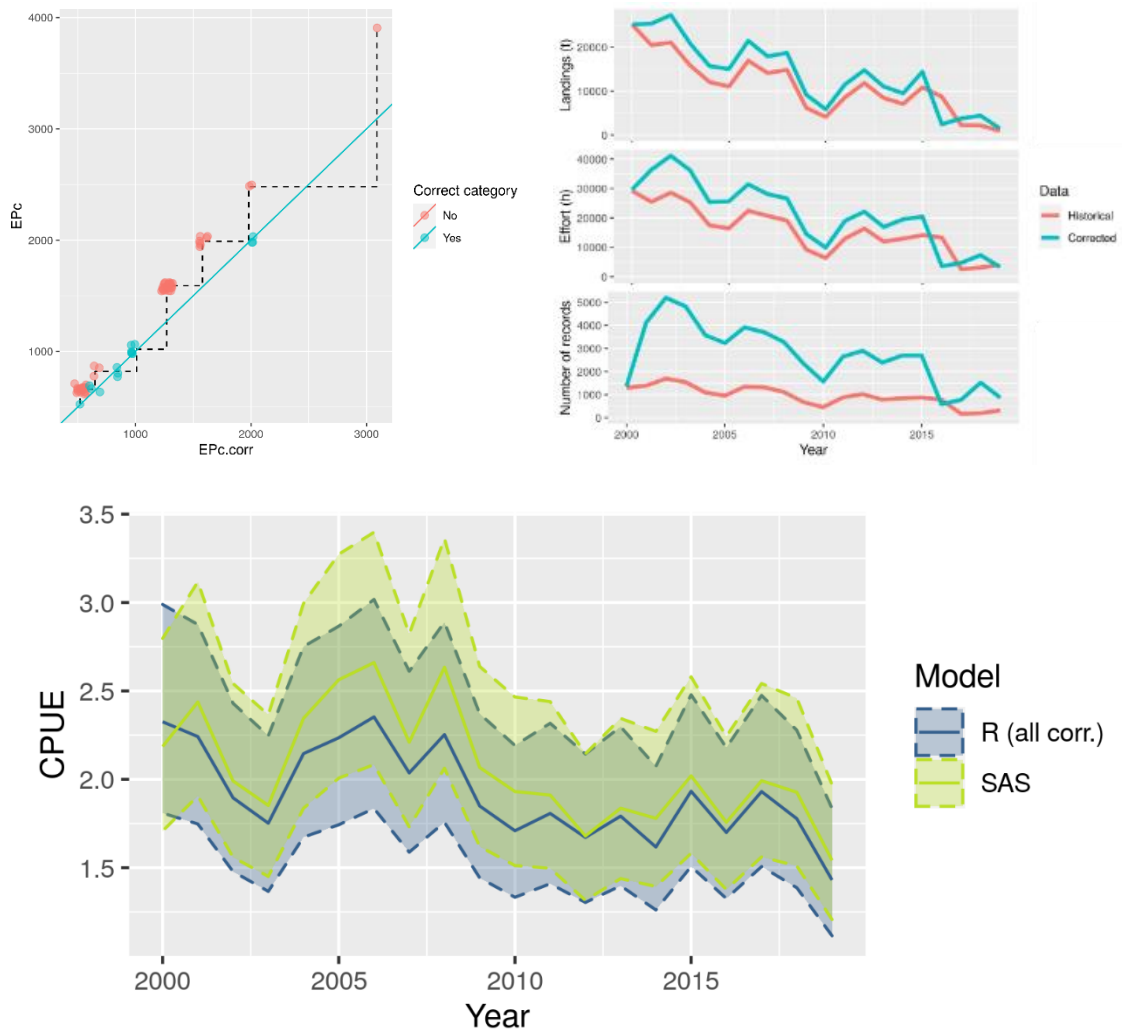 4000
3000
2000
1000
EPc
1000
2000
3000
EPc.corr
Correct category
No
Yes
20000
10000
0
Landings (t)
40000
30000
20000
10000
0
Effort (h)
5000
4000
3000
2000
1000
0
Number of records
2000
2005
2010
2015
Year
Data
Historical
Corrected
3.5
3.0
2.5
2.0
1.5
CPUE
2000
2005
2010
2015
Year
Model
R (all corr.)
SAS